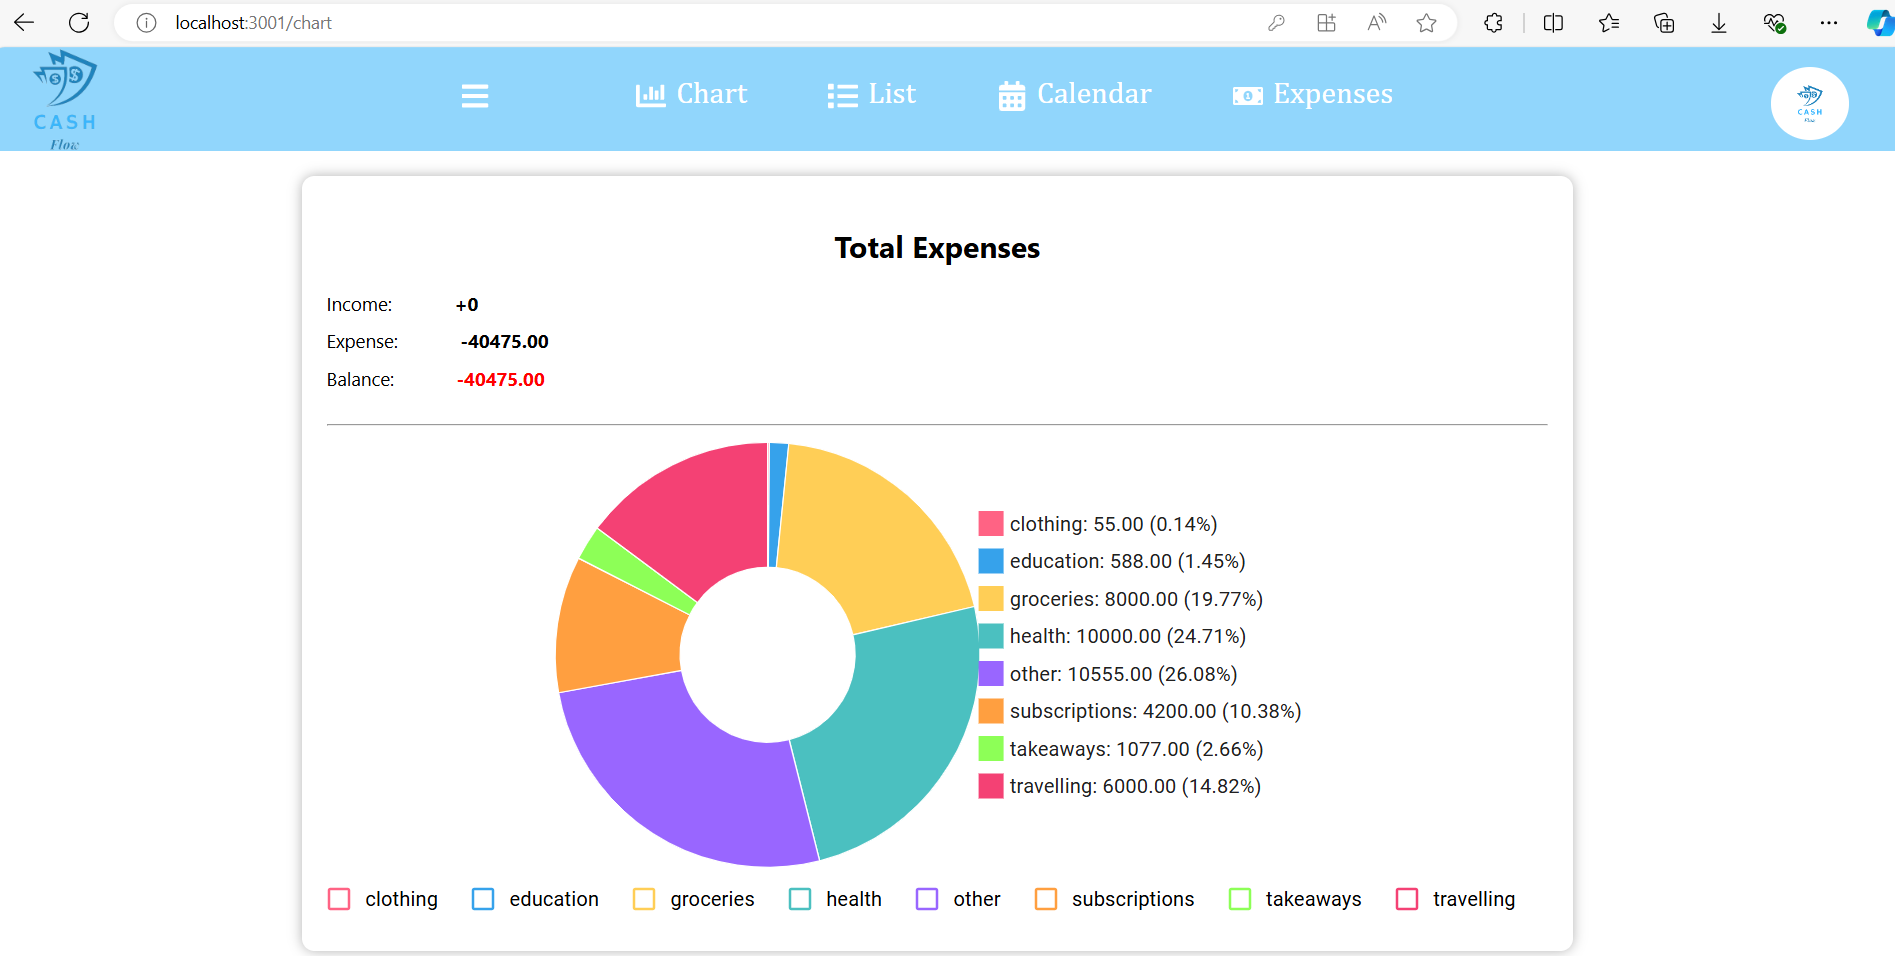 localhost:3001/chart
CASH
Flow
Chart
List
Calendar
Expenses
CASH
Flow
Total Expenses
Income: +0
Expense: -40475.00
Balance: -40475.00
clothing: 55.00 (0.14%)
education: 588.00 (1.45%)
groceries: 8000.00 (19.77%)
health: 10000.00 (24.71%)
other: 10555.00 (26.08%)
subscriptions: 4200.00 (10.38%)
takeaways: 1077.00 (2.66%)
travelling: 6000.00 (14.82%)
clothing education groceries health other subscriptions takeaways travelling